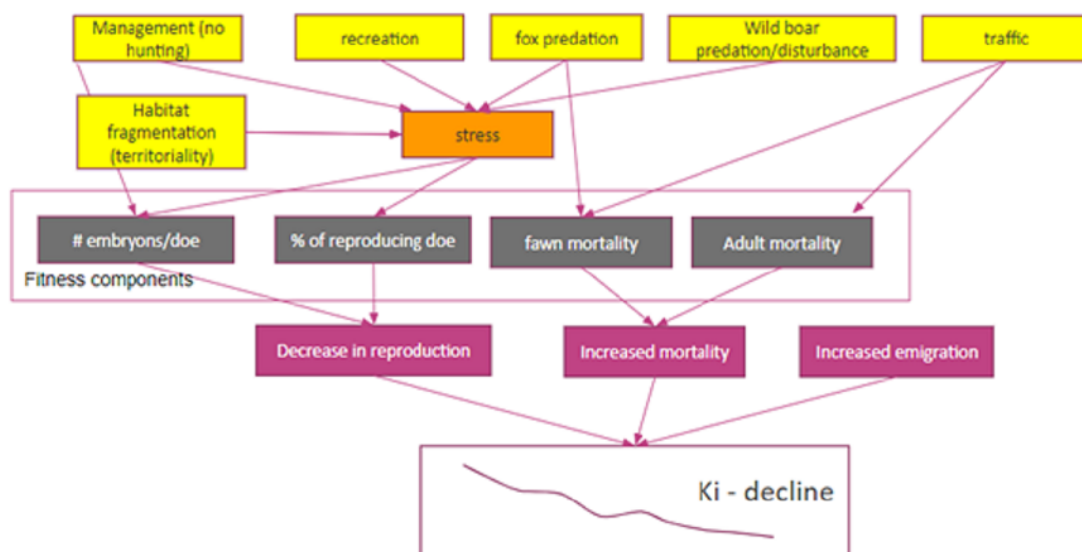 Management (no
hunting)
recreation
fox predation
Wild boar
predation/disturbance
traffic
Habitat
fragmentation
(territoriality)
stress
# embryons/doe
% of reproducing doe
fawn mortality
Adult mortality
Fitness components
Decrease in reproduction
Increased mortality
Increased emigration
Ki - decline